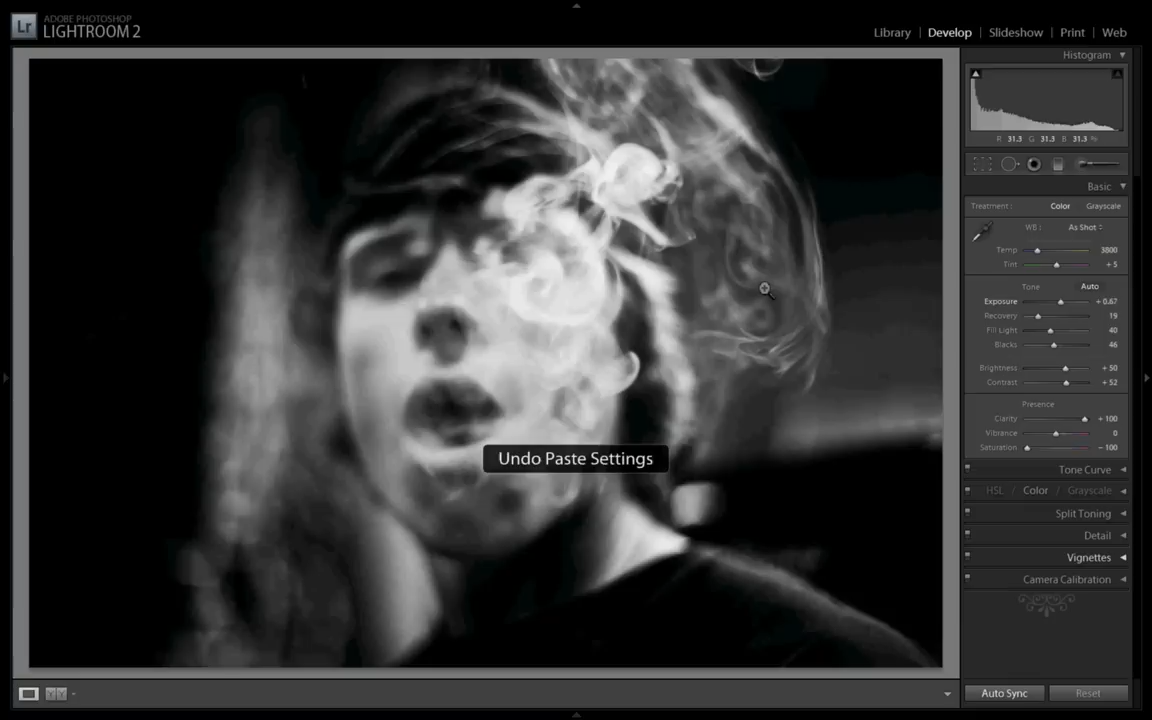 Lr
ADOBE PHOTOSHOP
LIGHTROOM 2
Library | Develop | Slideshow | Print | Web
Histogram
R 31.3 G 31.3 B 31.3 %
Basic
Treatment : Color Grayscale
WB : As Shot
Temp 3800
Tint + 5
Tone Auto
Exposure + 0.67
Recovery 19
Fill Light 40
Blacks 46
Brightness + 50
Contrast + 52
Presence
Clarity + 100
Vibrance 0
Saturation − 100
Undo Paste Settings
Tone Curve
HSL / Color / Grayscale
Split Toning
Detail
Vignettes
Camera Calibration
Auto Sync Reset